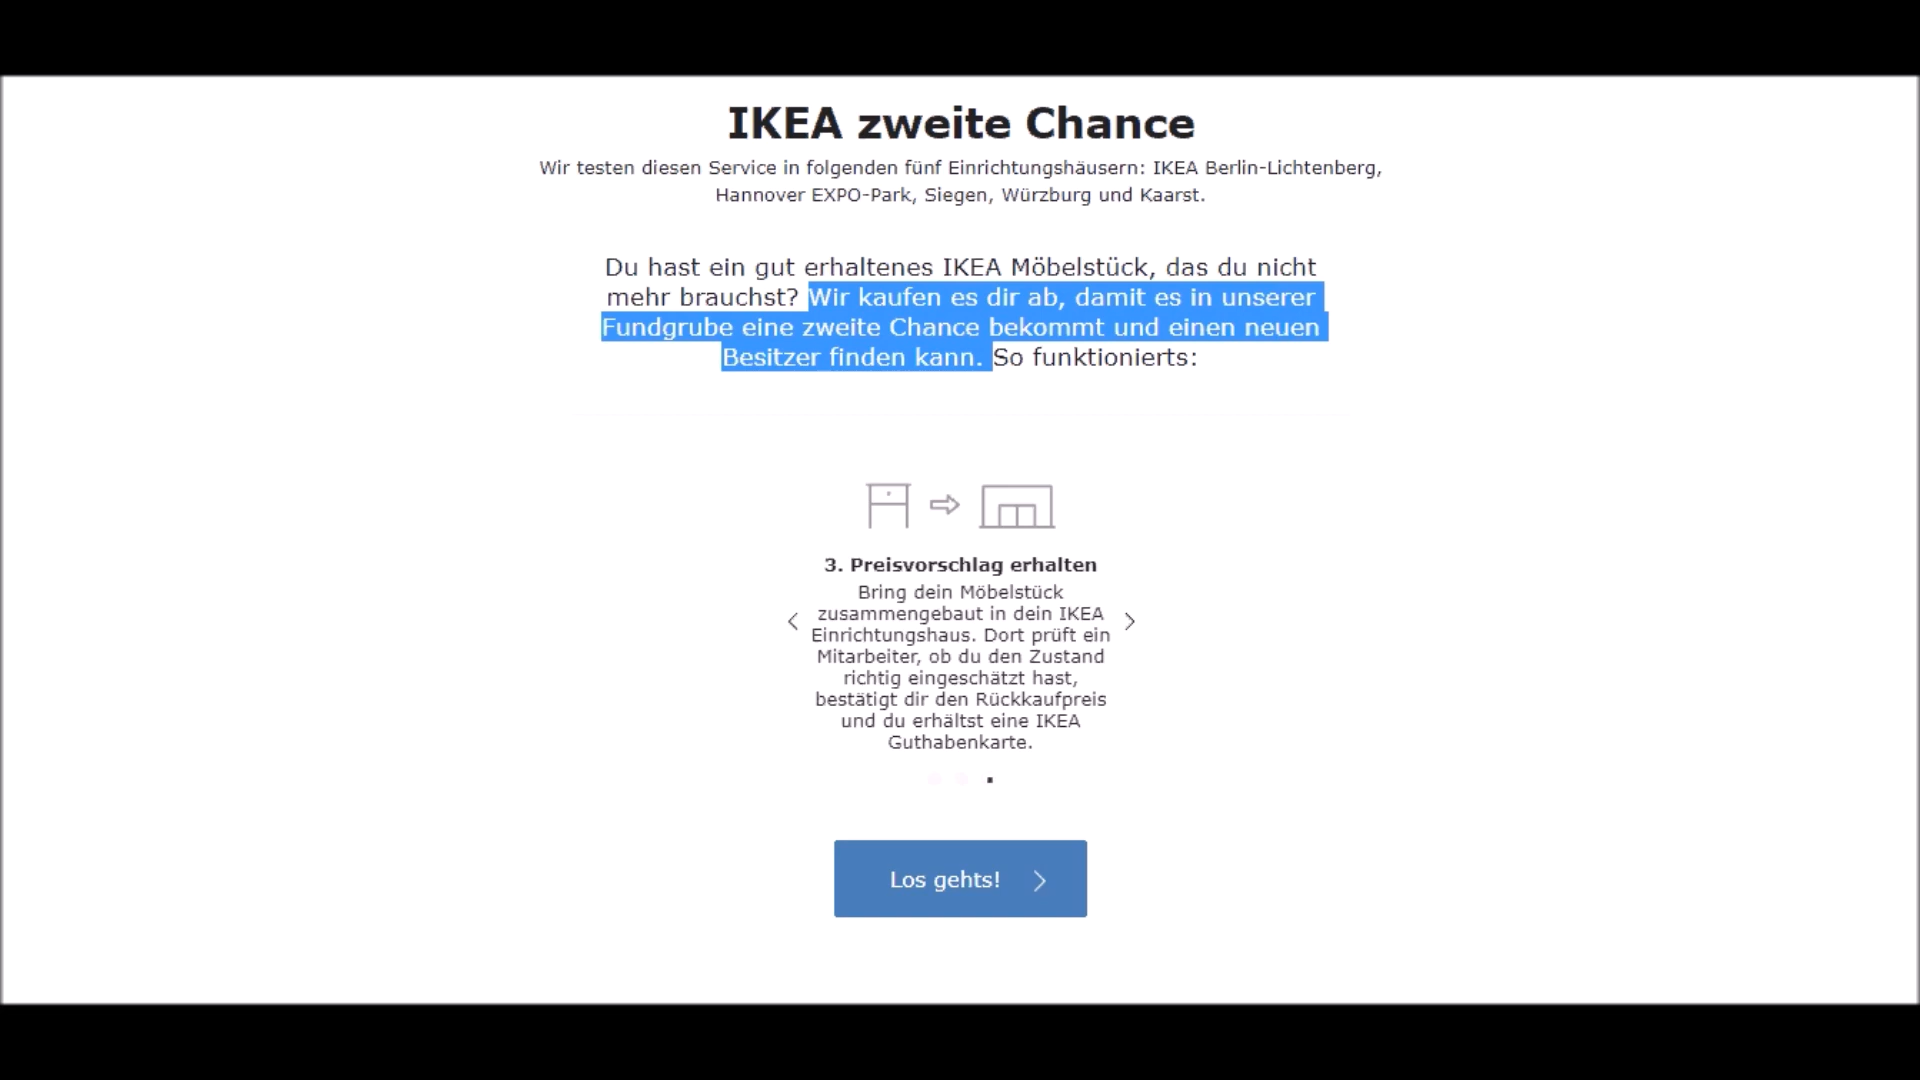 IKEA zweite Chance
Wir testen diesen Service in folgenden fünf Einrichtungshäusern: IKEA Berlin-Lichtenberg,
Hannover EXPO-Park, Siegen, Würzburg und Kaarst.
Du hast ein gut erhaltenes IKEA Möbelstück, das du nicht
mehr brauchst? Wir kaufen es dir ab, damit es in unserer
Fundgrube eine zweite Chance bekommt und einen neuen
Besitzer finden kann. So funktionierts:
3. Preisvorschlag erhalten
Bring dein Möbelstück
zusammengebaut in dein IKEA
Einrichtungshaus. Dort prüft ein
Mitarbeiter, ob du den Zustand
richtig eingeschätzt hast,
bestätigt dir den Rückkaufpreis
und du erhältst eine IKEA
Guthabenkarte.
Los gehts!